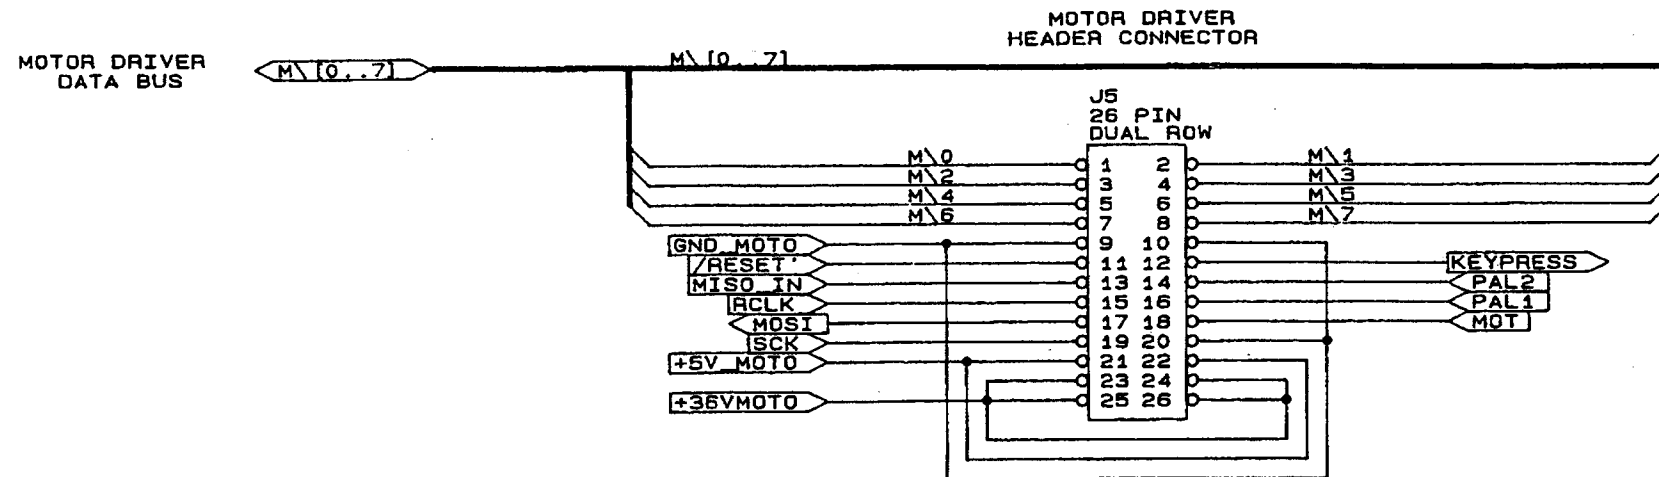 MOTOR DRIVER
HEADER CONNECTOR
MOTOR DRIVER
DATA BUS
M\[0..7]
M\[0..7]
J5
26 PIN
DUAL ROW
M\0 1 2 M\1
M\2 3 4 M\3
M\4 5 6 M\5
M\6 7 8 M\7
GND_MOTO 9 10
/RESET' 11 12 KEYPRESS
MISO_IN 13 14 PAL2
RCLK 15 16 PAL1
MOSI 17 18 MOT
SCK 19 20
+5V_MOTO 21 22
23 24
+36VMOTO 25 26